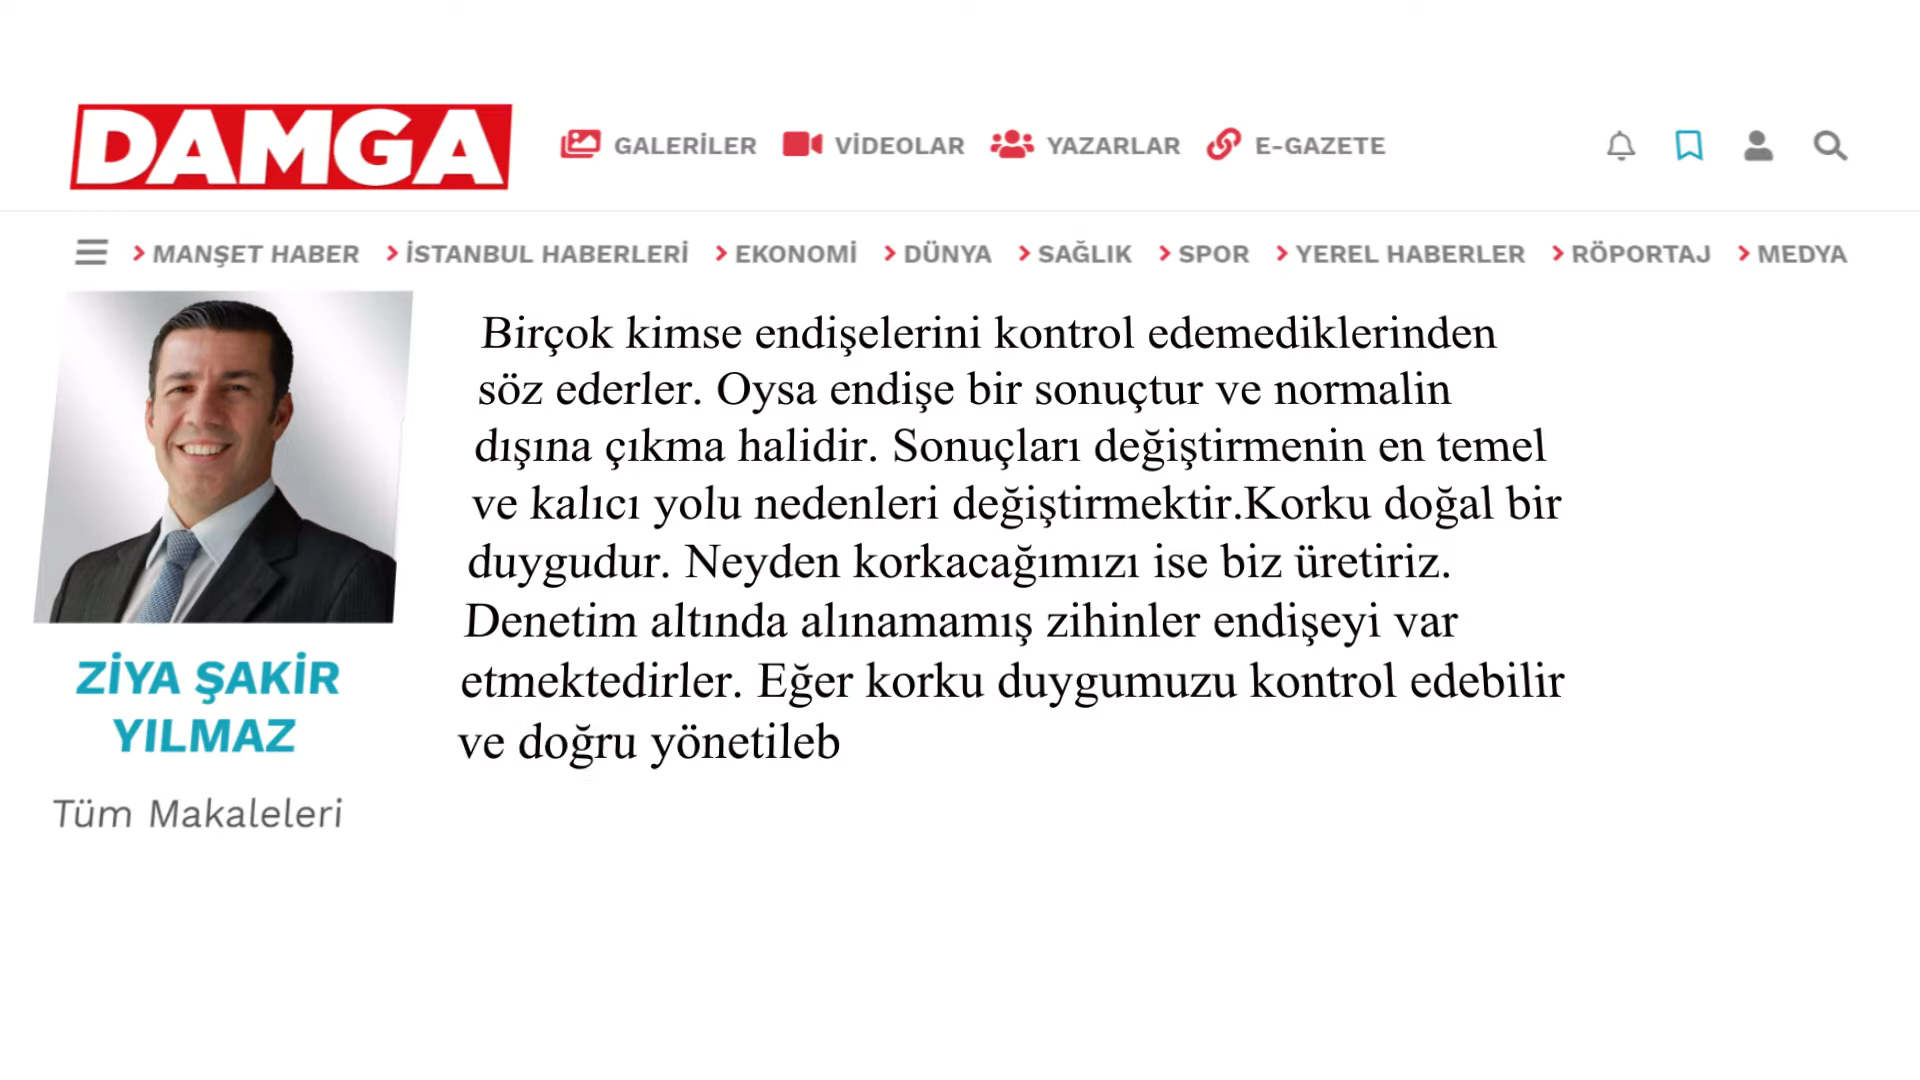 DAMGA
GALERİLER
VİDEOLAR
YAZARLAR
E-GAZETE
MANŞET HABER
İSTANBUL HABERLERİ
EKONOMİ
DÜNYA
SAĞLIK
SPOR
YEREL HABERLER
RÖPORTAJ
MEDYA
ZİYA ŞAKİR
YILMAZ
Tüm Makaleleri
Birçok kimse endişelerini kontrol edemediklerinden
söz ederler. Oysa endişe bir sonuçtur ve normalin
dışına çıkma halidir. Sonuçları değiştirmenin en temel
ve kalıcı yolu nedenleri değiştirmektir.Korku doğal bir
duygudur. Neyden korkacağımızı ise biz üretiriz.
Denetim altında alınamamış zihinler endişeyi var
etmektedirler. Eğer korku duygumuzu kontrol edebilir
ve doğru yönetileb